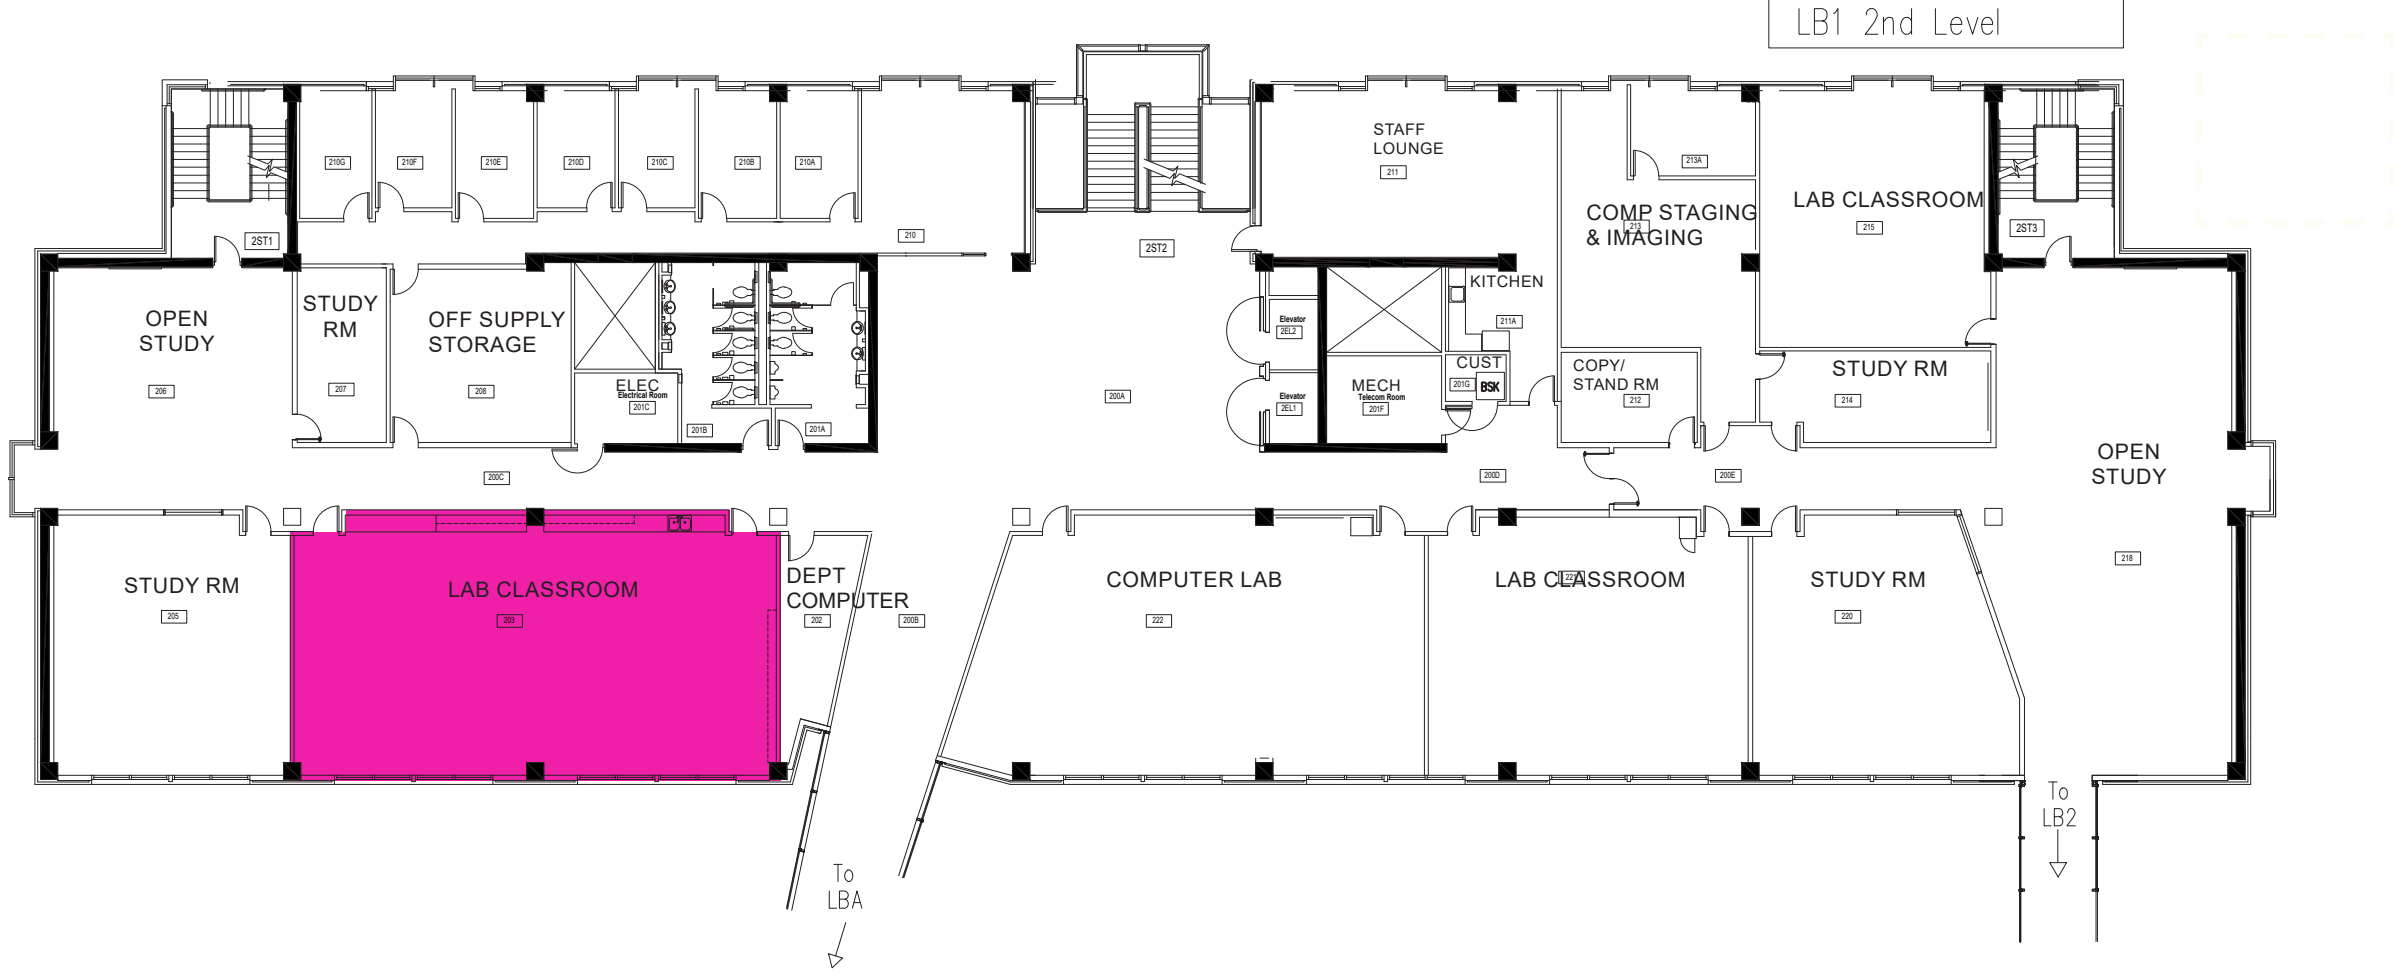 LB1 2nd Level
210G
210F
210E
210D
210C
210B
210A
STAFF
LOUNGE
211
213A
LAB CLASSROOM
215
COMP STAGING
213
& IMAGING
2ST1
210
2ST2
2ST3
OPEN
STUDY
206
STUDY
RM
207
OFF SUPPLY
STORAGE
208
ELEC
Electrical Room
201C
201B
201A
200A
Elevator
2EL2
Elevator
2EL1
KITCHEN
211A
CUST
201G
BSK
MECH
Telecom Room
201F
COPY/
STAND RM
212
STUDY RM
214
200C
200D
200E
OPEN
STUDY
218
STUDY RM
205
LAB CLASSROOM
203
DEPT
COMPUTER
202
200B
COMPUTER LAB
222
LAB CLASSROOM
221
STUDY RM
220
To
LBA
To
LB2